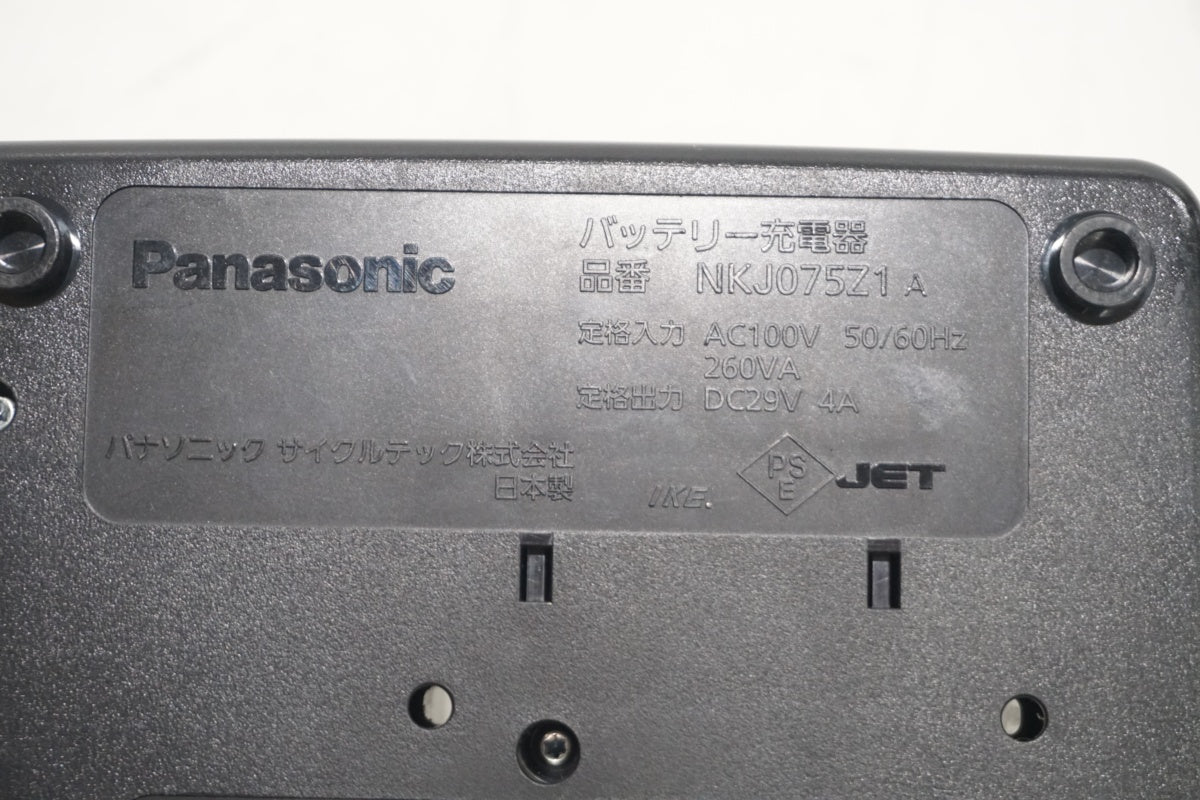 Panasonic
バッテリー充電器
品番 NKJ075Z1 A
定格入力 AC100V 50/60Hz
260VA
定格出力 DC29V 4A
パナソニック サイクルテック株式会社
日本製
IKE.
PS
E
JET